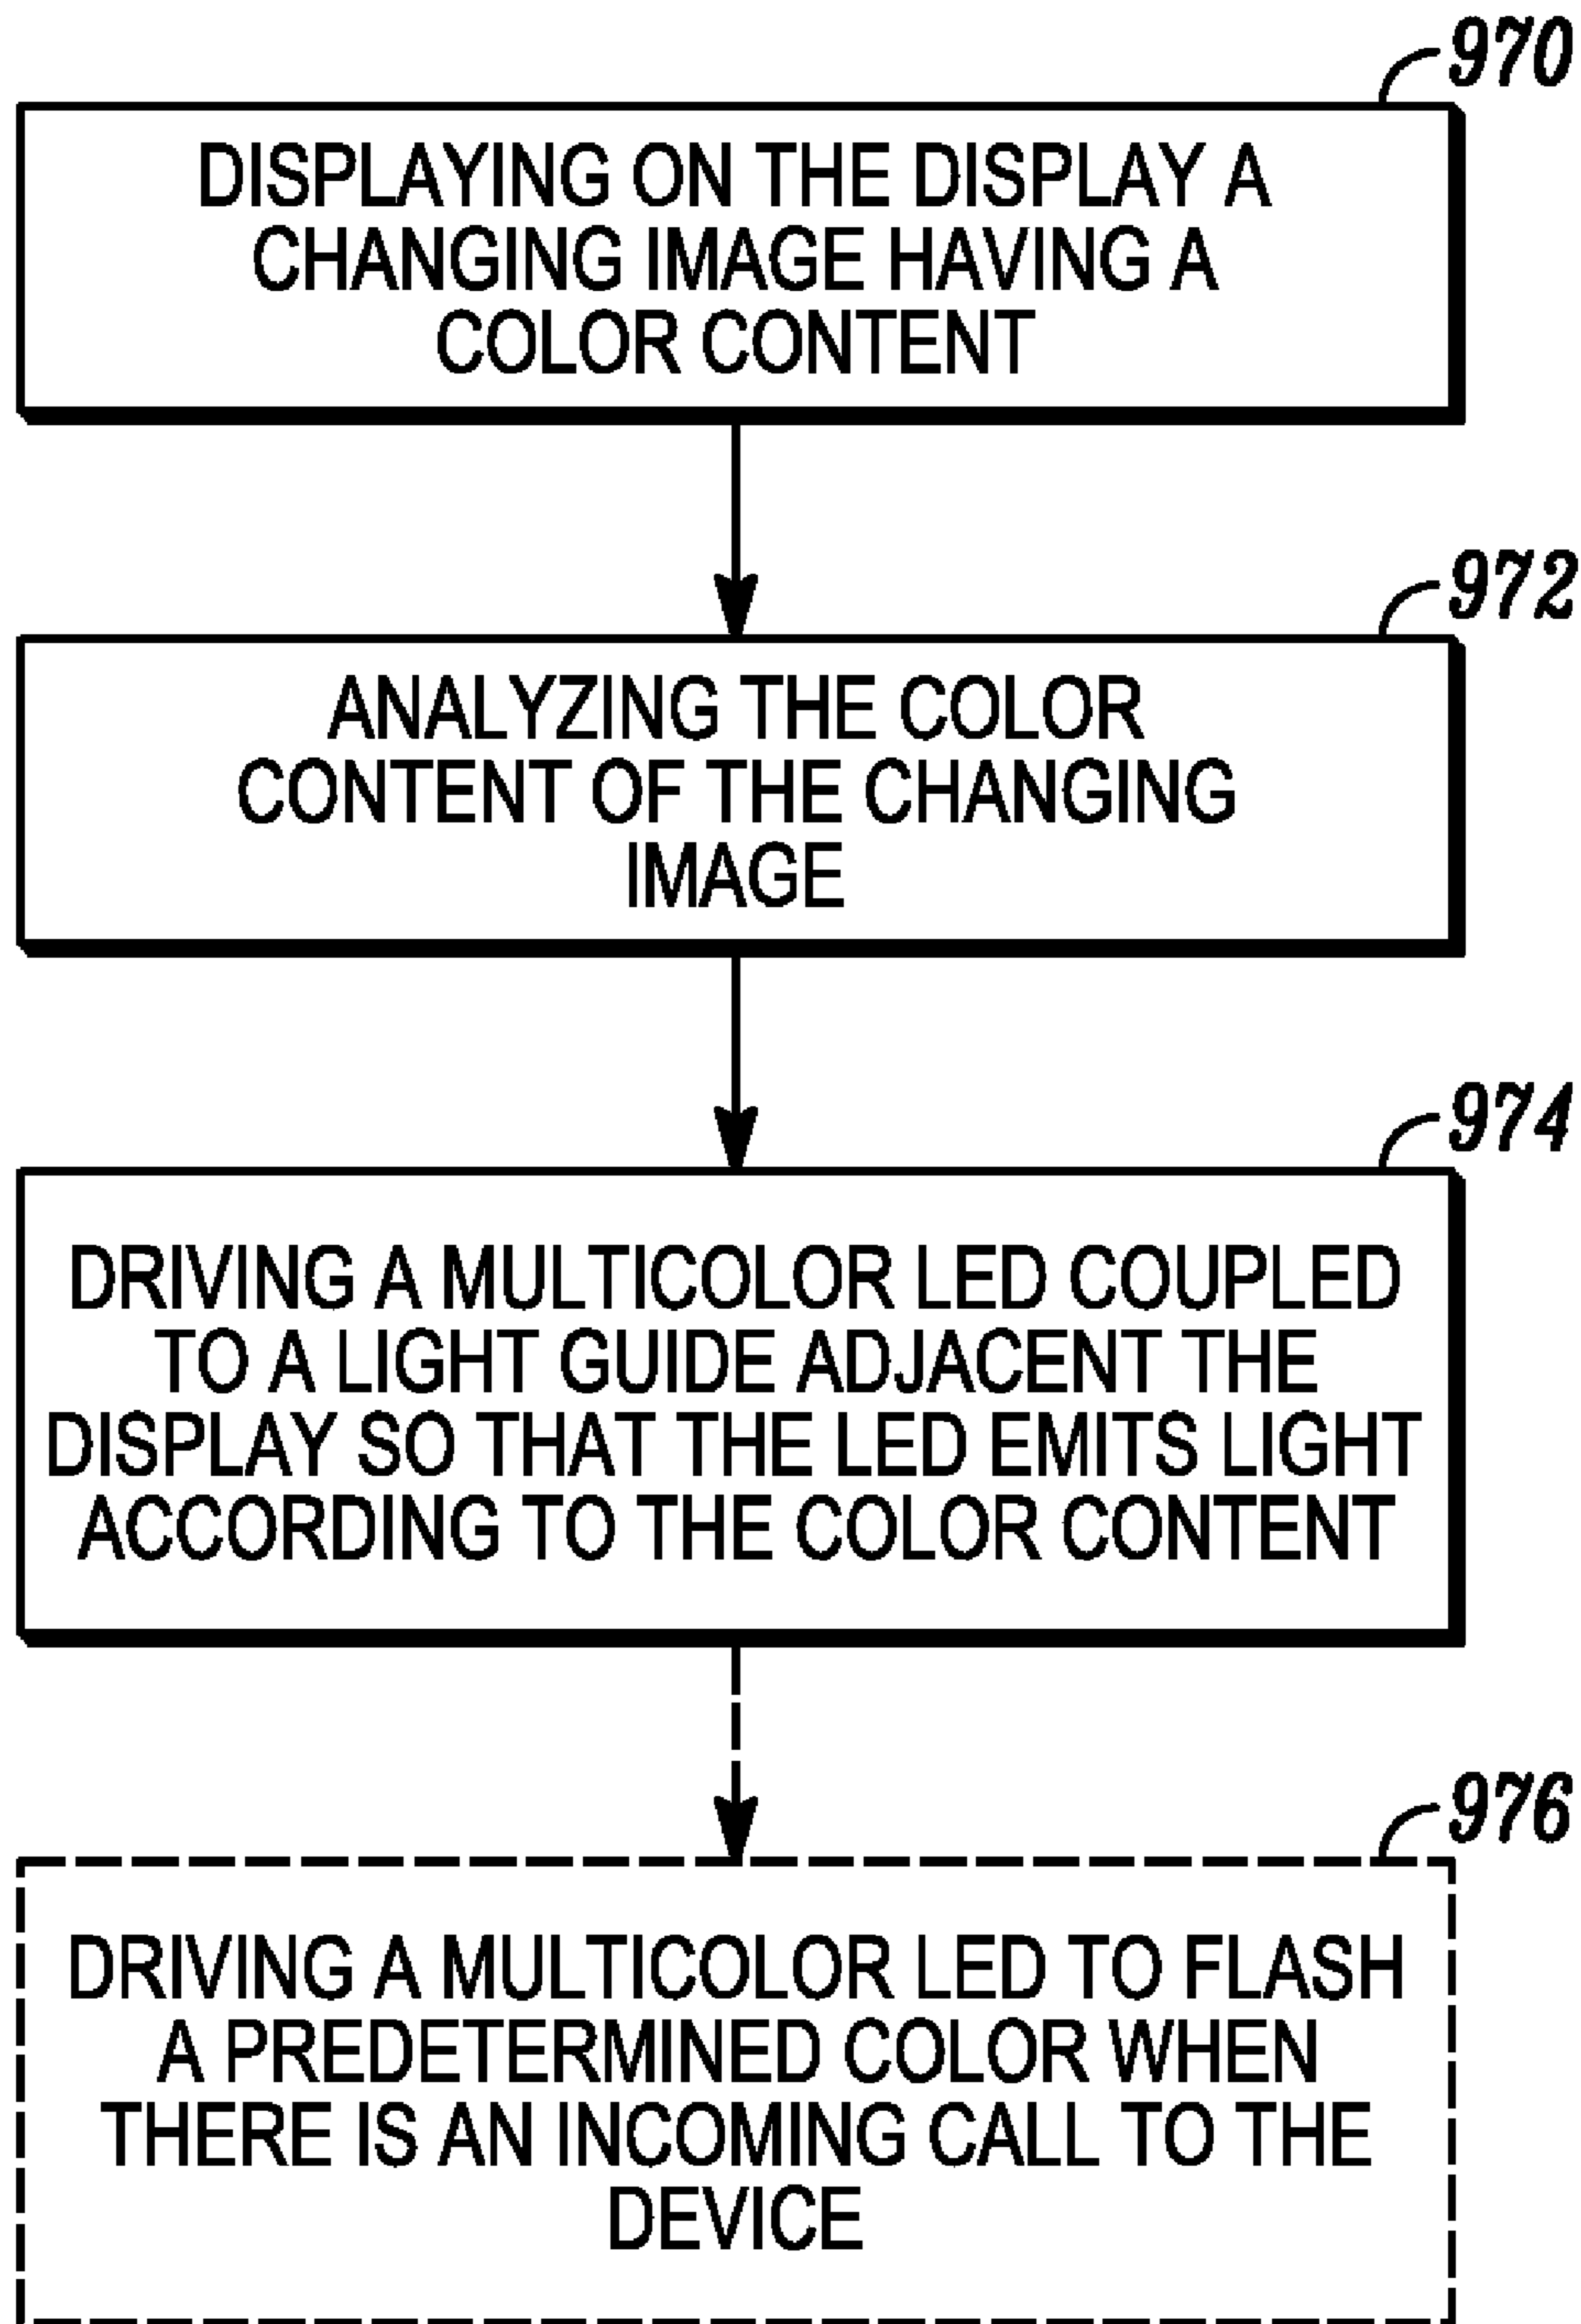 970
DISPLAYING ON THE DISPLAY A
CHANGING IMAGE HAVING A
COLOR CONTENT
972
ANALYZING THE COLOR
CONTENT OF THE CHANGING
IMAGE
974
DRIVING A MULTICOLOR LED COUPLED
TO A LIGHT GUIDE ADJACENT THE
DISPLAY SO THAT THE LED EMITS LIGHT
ACCORDING TO THE COLOR CONTENT
976
DRIVING A MULTICOLOR LED TO FLASH
A PREDETERMINED COLOR WHEN
THERE IS AN INCOMING CALL TO THE
DEVICE